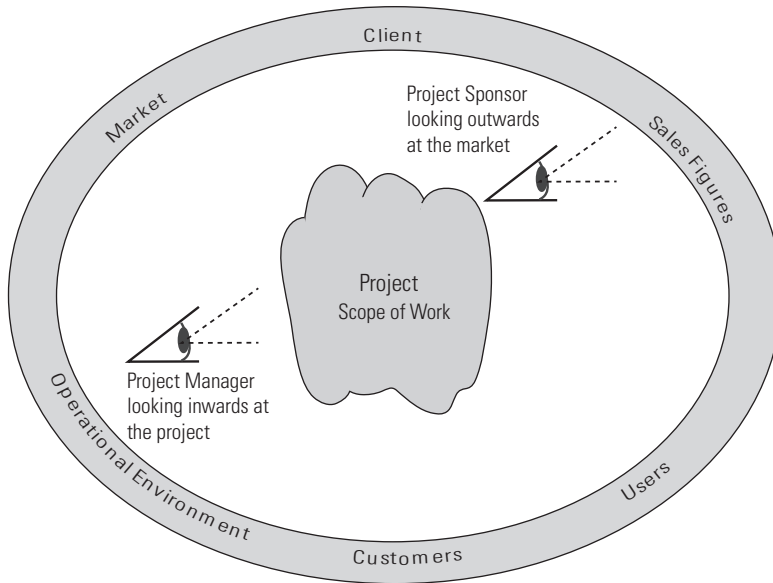 Client
Market
Project Sponsor
looking outwards
at the market
Sales Figures
Project
Scope of Work
Project Manager
looking inwards at
the project
Operational Environment
Users
Customers